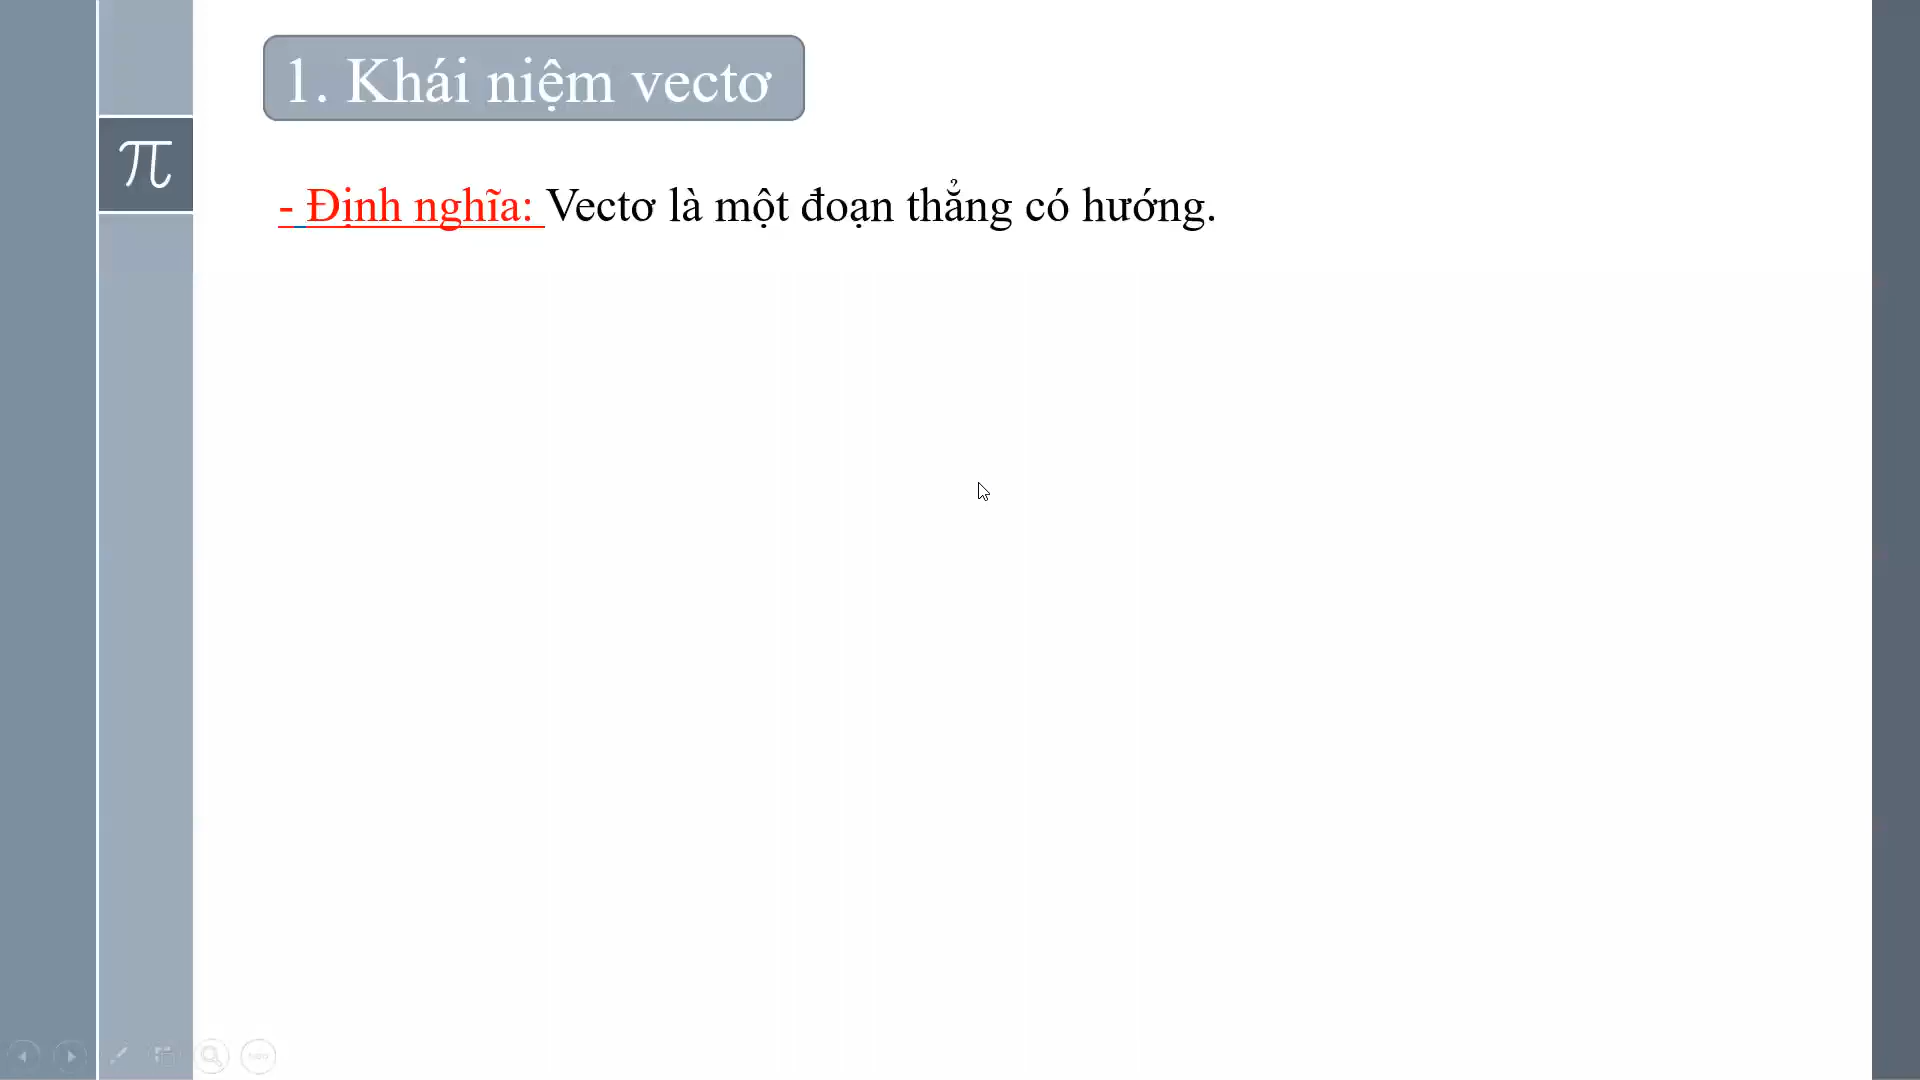 1. Khái niệm vectơ
π
- Định nghĩa: Vectơ là một đoạn thẳng có hướng.